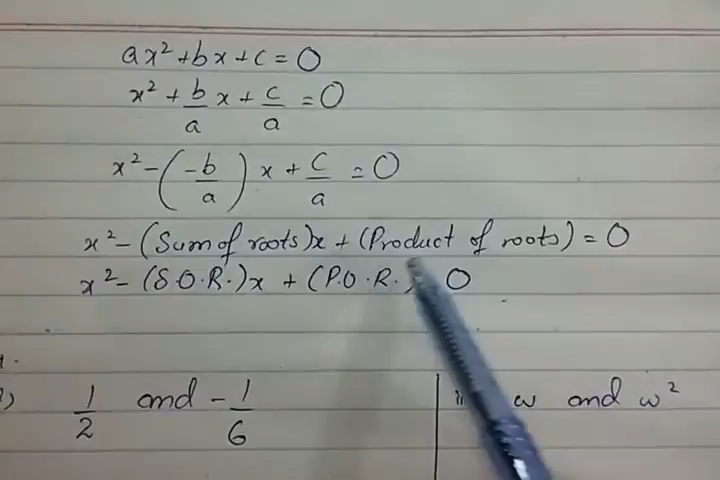 ax² + bx + c = 0
x² + b/a x + c/a = 0
x² - (-b/a) x + c/a = 0
x² - (Sum of roots)x + (Product of roots) = 0
x² - (S.O.R.)x + (P.O.R.) 0
1/2 and -1/6
ω and ω²